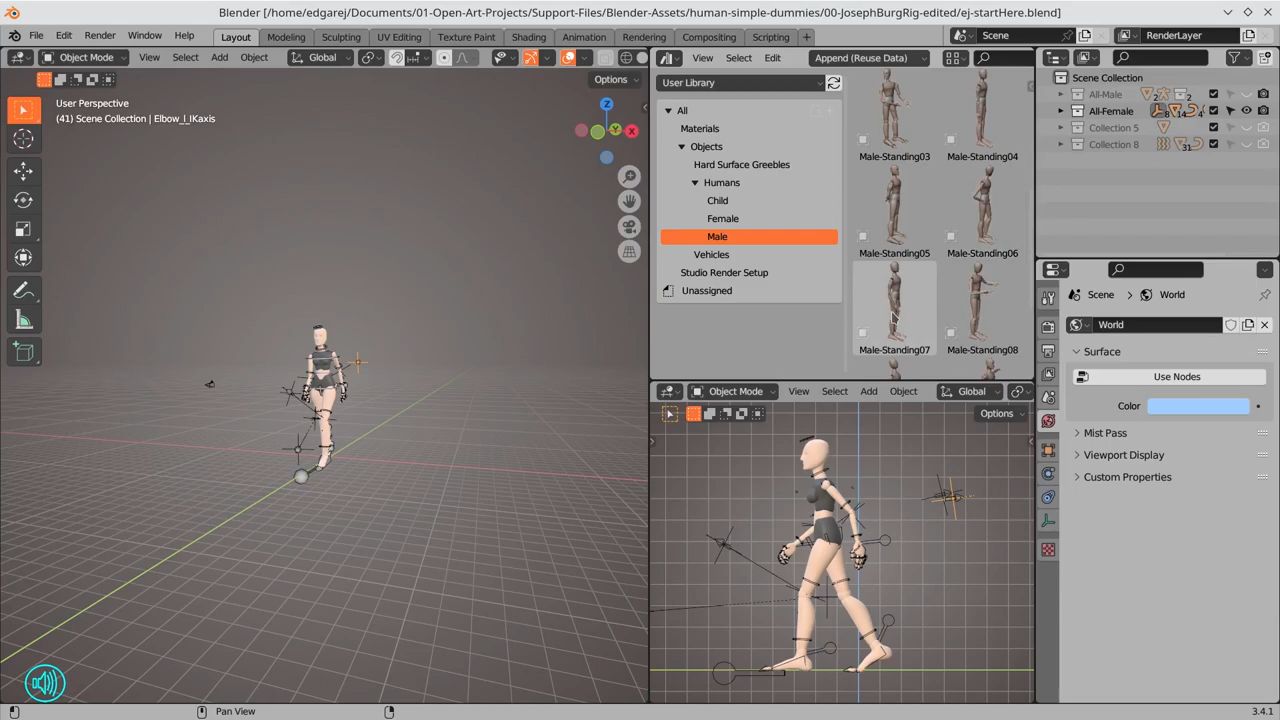 Blender [/home/edgarej/Documents/01-Open-Art-Projects/Support-Files/Blender-Assets/human-simple-dummies/00-JosephBurgRig-edited/ej-startHere.blend]
File Edit Render Window Help Layout Modeling Sculpting UV Editing Texture Paint Shading Animation Rendering Compositing Scripting + Scene RenderLayer
Object Mode View Select Add Object Global
Options
User Perspective
(41) Scene Collection | Elbow_l_IKaxis
Z
Y
X
View Select Edit Append (Reuse Data)
User Library
All
Materials
Objects
Hard Surface Greebles
Humans
Child
Female
Male
Vehicles
Studio Render Setup
Unassigned
Male-Standing03 Male-Standing04
Male-Standing05 Male-Standing06
Male-Standing07 Male-Standing08
Object Mode View Select Add Object Global
Options
Scene Collection
All-Male 2 2
All-Female 8 14 4
Collection 5
Collection 8 31
Scene World
World
Surface
Use Nodes
Color
Mist Pass
Viewport Display
Custom Properties
Pan View
3.4.1